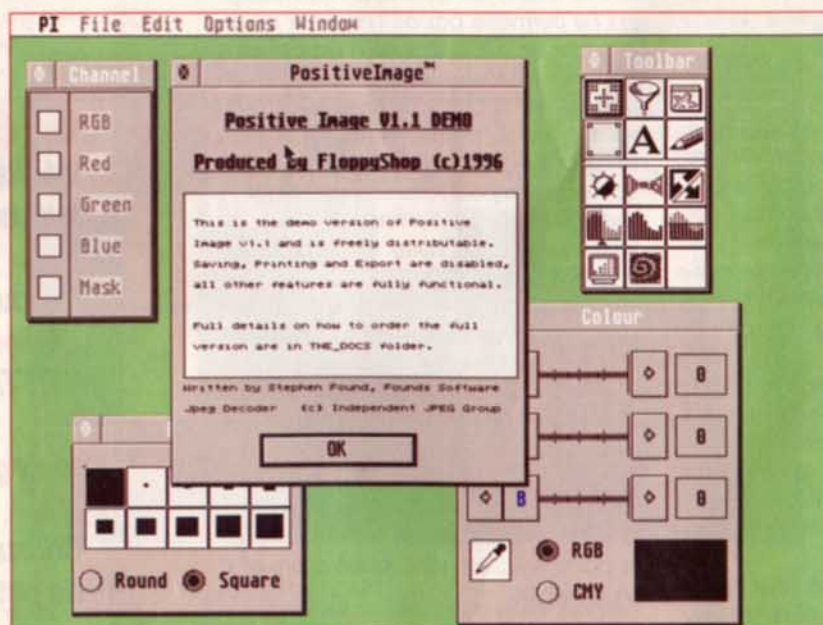 PI File Edit Options Window
Channel
RGB
Red
Green
Blue
Mask
PositiveImage™
Positive Image V1.1 DEMO
Produced by FloppyShop (c)1996
This is the demo version of Positive
Image v1.1 and is freely distributable.
Saving, Printing and Export are disabled,
all other features are fully functional.
Full details on how to order the full
version are in THE_DOCS folder.
Written by Stephen Software
Jpeg Decoder (c) Independent JPEG Group
OK
Toolbar
A
Colour
0
0
B 0
RGB
CMY
Round Square